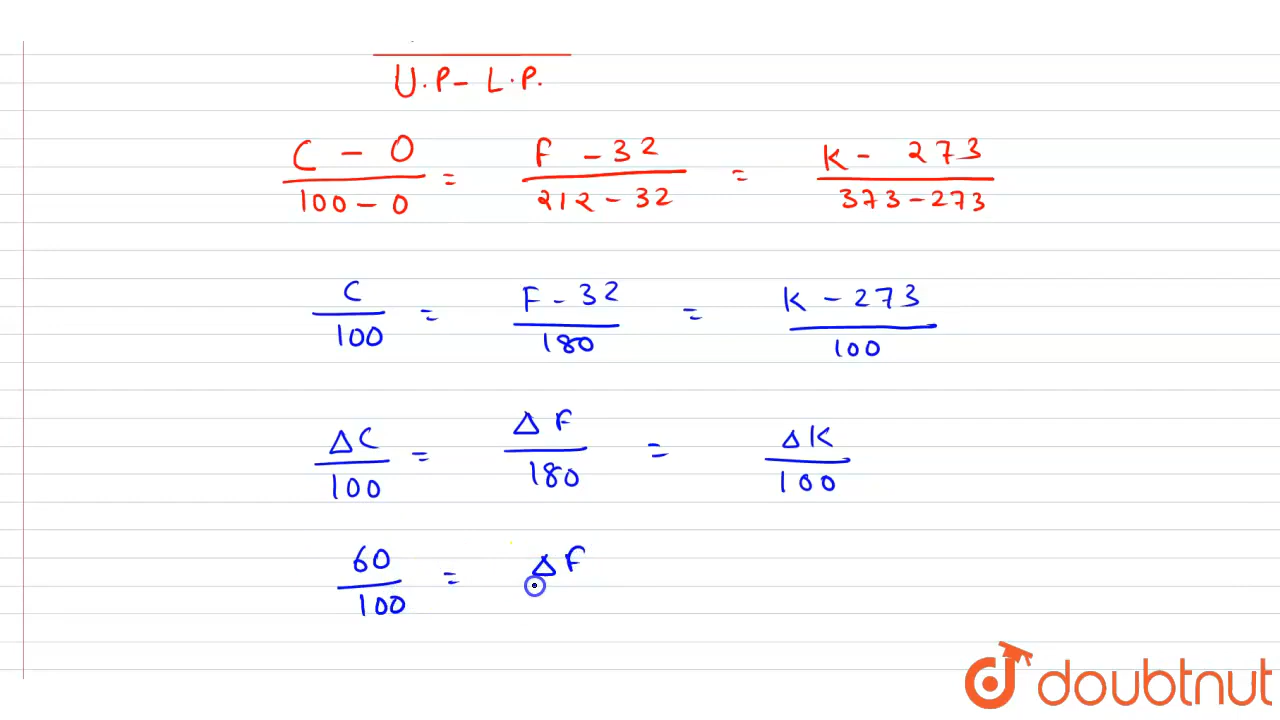 U.P- L.P.
C - 0 / 100 - 0 = F - 32 / 212 - 32 = K - 273 / 373 - 273
C / 100 = F - 32 / 180 = K - 273 / 100
ΔC / 100 = ΔF / 180 = ΔK / 100
60 / 100 = ΔF
doubtnut